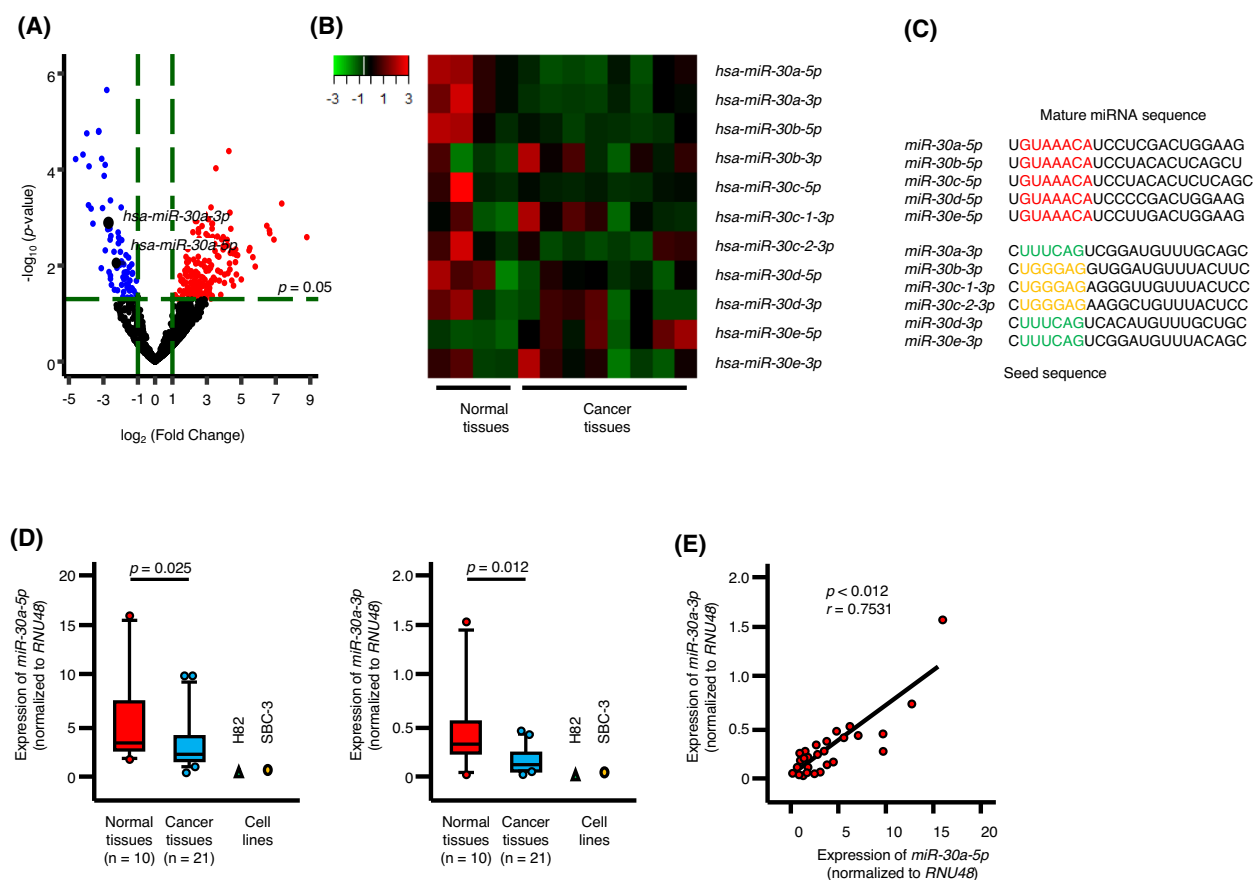 (A)
6
4
2
0
-log10 (p-value)
hsa-miR-30a-3p
hsa-miR-30a-5p
p = 0.05
-5 -3 -1 0 1 3 5 7 9
log2 (Fold Change)
(B)
-3 -1 1 3
hsa-miR-30a-5p
hsa-miR-30a-3p
hsa-miR-30b-5p
hsa-miR-30b-3p
hsa-miR-30c-5p
hsa-miR-30c-1-3p
hsa-miR-30c-2-3p
hsa-miR-30d-5p
hsa-miR-30d-3p
hsa-miR-30e-5p
hsa-miR-30e-3p
Normal tissues
Cancer tissues
(C)
Mature miRNA sequence
miR-30a-5p UGUAAACAUCCUCGACUGGAAG
miR-30b-5p UGUAAACAUCCUACACUCAGCU
miR-30c-5p UGUAAACAUCCUACACUCUCAGC
miR-30d-5p UGUAAACAUCCCCGACUGGAAG
miR-30e-5p UGUAAACAUCCUUGACUGGAAG
miR-30a-3p CUUUCAGUCGGAUGUUUGCAGC
miR-30b-3p CUGGGAGGUGGAUGUUUACUUC
miR-30c-1-3p CUGGGAGAGGGUUGUUUACUCC
miR-30c-2-3p CUGGGAGAAGGCUGUUUACUCC
miR-30d-3p CUUUCAGUCACAUGUUUGCUGC
miR-30e-3p CUUUCAGUCGGAUGUUUACAGC
Seed sequence
(D)
Expression of miR-30a-5p
(normalized to RNU48)
20
15
10
5
0
p = 0.025
H82
SBC-3
Normal tissues (n = 10)
Cancer tissues (n = 21)
Cell lines
Expression of miR-30a-3p
(normalized to RNU48)
2.0
1.5
1.0
0.5
0.0
p = 0.012
H82
SBC-3
Normal tissues (n = 10)
Cancer tissues (n = 21)
Cell lines
(E)
Expression of miR-30a-3p
(normalized to RNU48)
2.0
1.5
1.0
0.5
0.0
p < 0.012
r = 0.7531
0 5 10 15 20
Expression of miR-30a-5p
(normalized to RNU48)